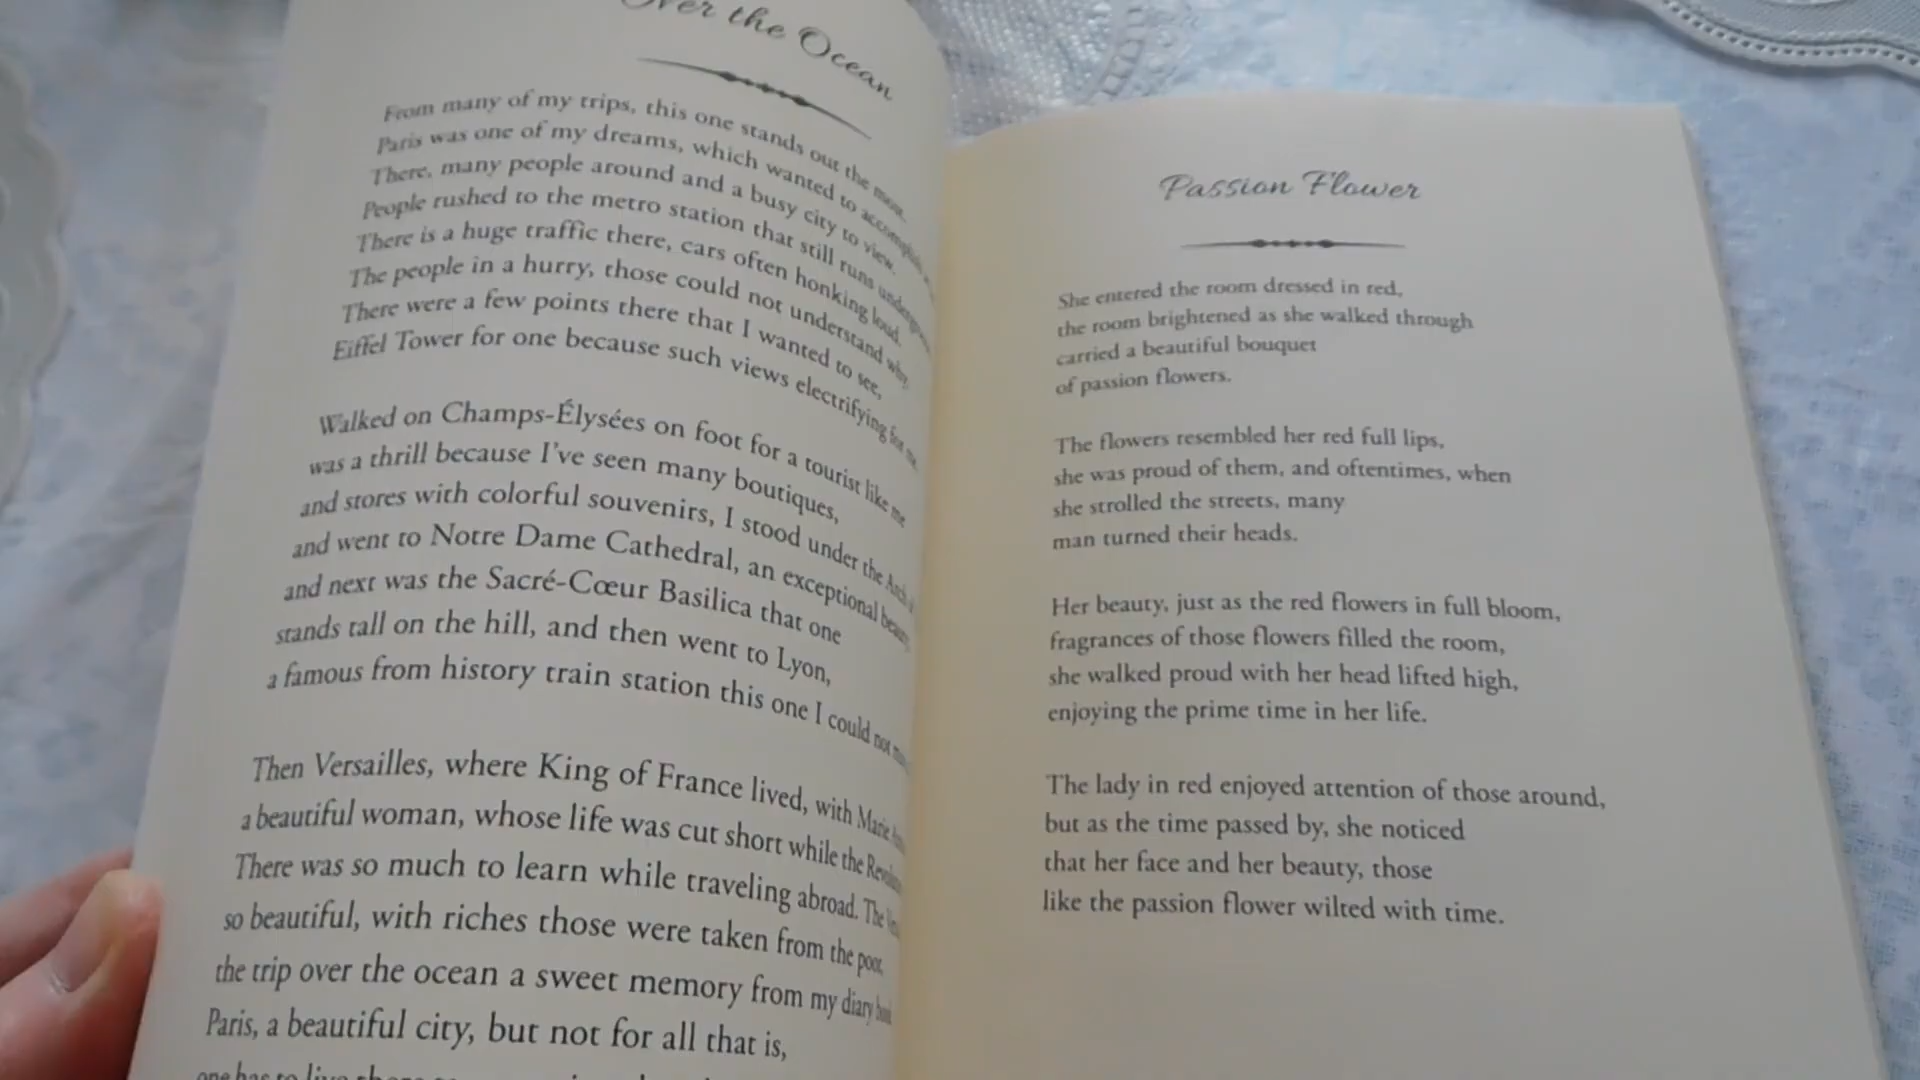 Over the Ocean
From many of my trips, this one stands out the most.
Paris was one of my dreams, which wanted to accomplish
There, many people around and a busy city to view.
People rushed to the metro station that still runs
There is a huge traffic there, cars often honking loud.
The people in a hurry, those could not understand why.
There were a few points there that I wanted to see,
Eiffel Tower for one because such views electrifying for me.
Walked on Champs-Élysées on foot for a tourist like me
was a thrill because I've seen many boutiques,
and stores with colorful souvenirs, I stood under the Arch
and went to Notre Dame Cathedral, an exceptional beauty
and next was the Sacré-Cœur Basilica that one
stands tall on the hill, and then went to Lyon,
a famous from history train station this one I could not
Then Versailles, where King of France lived, with Marie
a beautiful woman, whose life was cut short while the
There was so much to learn while traveling abroad. The
so beautiful, with riches those were taken from the poor,
the trip over the ocean a sweet memory from my diary
Paris, a beautiful city, but not for all that is,
one has to live there
Passion Flower
She entered the room dressed in red,
the room brightened as she walked through
carried a beautiful bouquet
of passion flowers.
The flowers resembled her red full lips,
she was proud of them, and oftentimes, when
she strolled the streets, many
man turned their heads.
Her beauty, just as the red flowers in full bloom,
fragrances of those flowers filled the room,
she walked proud with her head lifted high,
enjoying the prime time in her life.
The lady in red enjoyed attention of those around,
but as the time passed by, she noticed
that her face and her beauty, those
like the passion flower wilted with time.